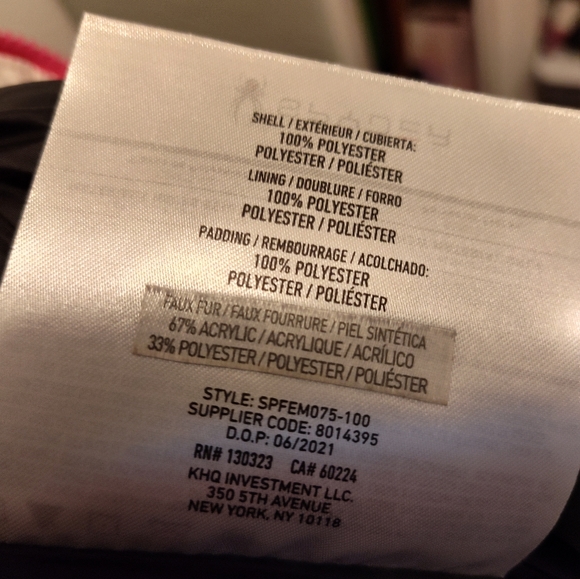 SHELL / EXTÉRIEUR / CUBIERTA:
100% POLYESTER
POLYESTER / POLIÉSTER
LINING / DOUBLURE / FORRO
100% POLYESTER
POLYESTER / POLIÉSTER
PADDING / REMBOURRAGE / ACOLCHADO:
100% POLYESTER
POLYESTER / POLIÉSTER
FAUX FUR / FAUX FOURRURE / PIEL SINTÉTICA
67% ACRYLIC / ACRYLIQUE / ACRÍLICO
33% POLYESTER / POLYESTER / POLIÉSTER
STYLE: SPFEM075-100
SUPPLIER CODE: 8014395
D.O.P: 06/2021
RN# 130323 CA# 60224
KHQ INVESTMENT LLC.
350 5TH AVENUE
NEW YORK, NY 10118